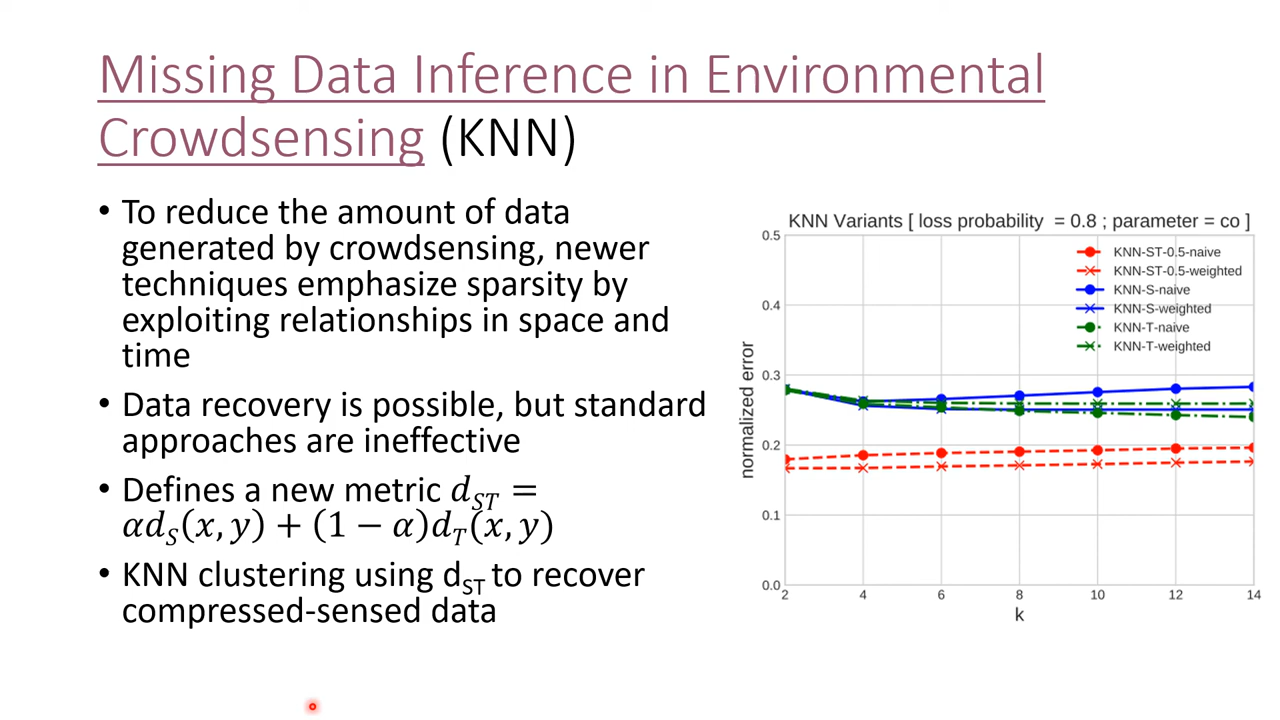 Missing Data Inference in Environmental
Crowdsensing (KNN)
• To reduce the amount of data
generated by crowdsensing, newer
techniques emphasize sparsity by
exploiting relationships in space and
time
• Data recovery is possible, but standard
approaches are ineffective
• Defines a new metric d_ST =
αd_S(x, y) + (1 − α)d_T(x, y)
• KNN clustering using d_ST to recover
compressed-sensed data
KNN Variants [ loss probability = 0.8 ; parameter = co ]
KNN-ST-0.5-naive
KNN-ST-0.5-weighted
KNN-S-naive
KNN-S-weighted
KNN-T-naive
KNN-T-weighted
normalized error
0.5
0.4
0.3
0.2
0.1
0.0
2 4 6 8 10 12 14
k